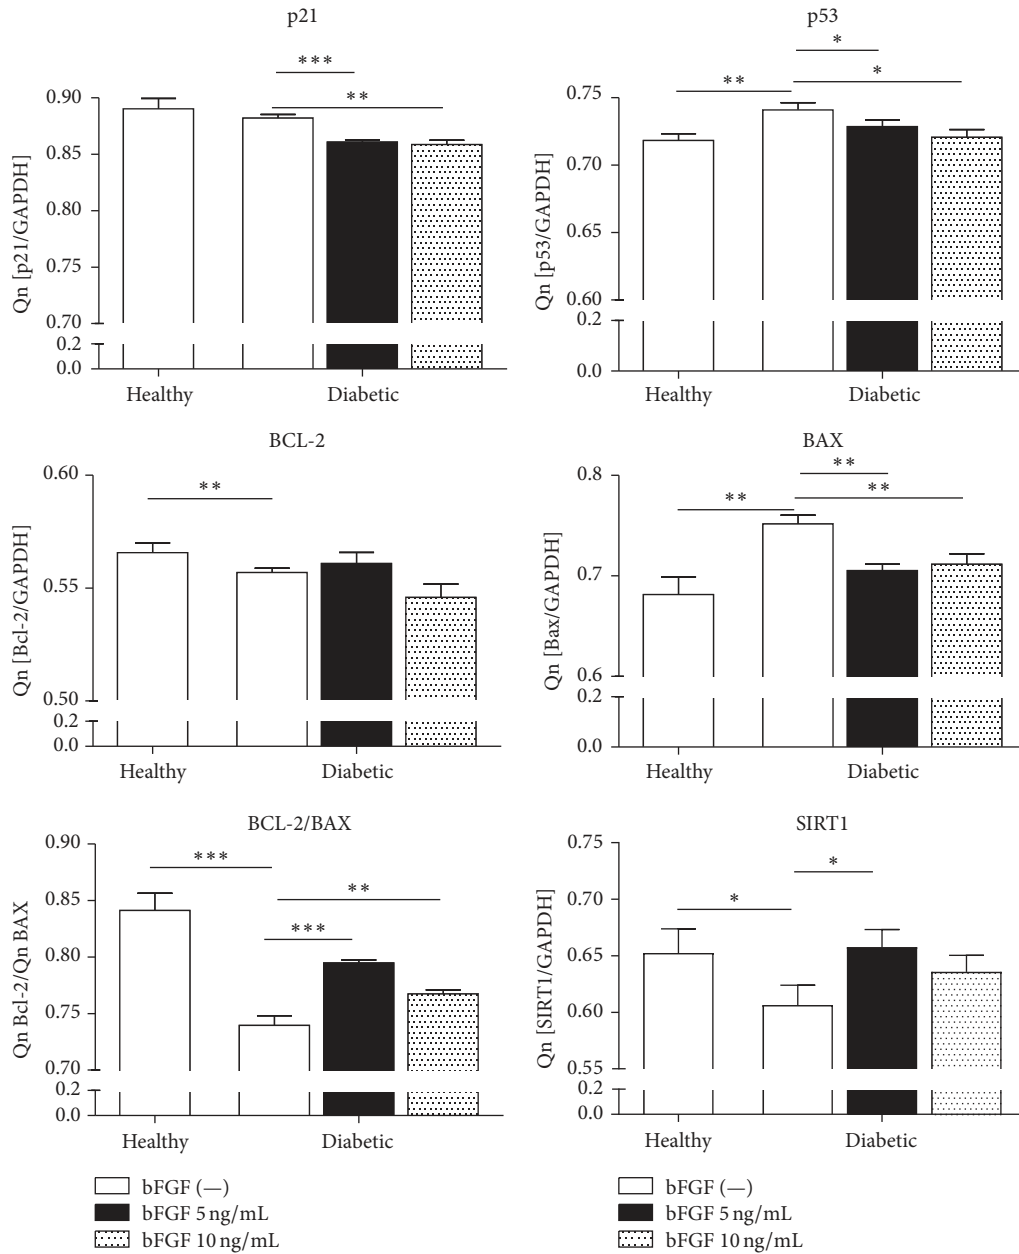 p21
***
**
0.90
0.85
0.80
0.75
0.70
0.2
0.0
Qn [p21/GAPDH]
Healthy
Diabetic
p53
*
**
*
0.75
0.70
0.65
0.60
0.2
0.0
Qn [p53/GAPDH]
Healthy
Diabetic
BCL-2
**
0.60
0.55
0.50
0.2
0.0
Qn [Bcl-2/GAPDH]
Healthy
Diabetic
BAX
**
**
**
0.8
0.7
0.6
0.2
0.0
Qn [Bax/GAPDH]
Healthy
Diabetic
BCL-2/BAX
***
**
***
0.90
0.85
0.80
0.75
0.70
0.2
0.0
Qn Bcl-2/Qn BAX
Healthy
Diabetic
SIRT1
*
*
0.75
0.70
0.65
0.60
0.55
0.2
0.0
Qn [SIRT1/GAPDH]
Healthy
Diabetic
bFGF (—)
bFGF 5 ng/mL
bFGF 10 ng/mL
bFGF (—)
bFGF 5 ng/mL
bFGF 10 ng/mL